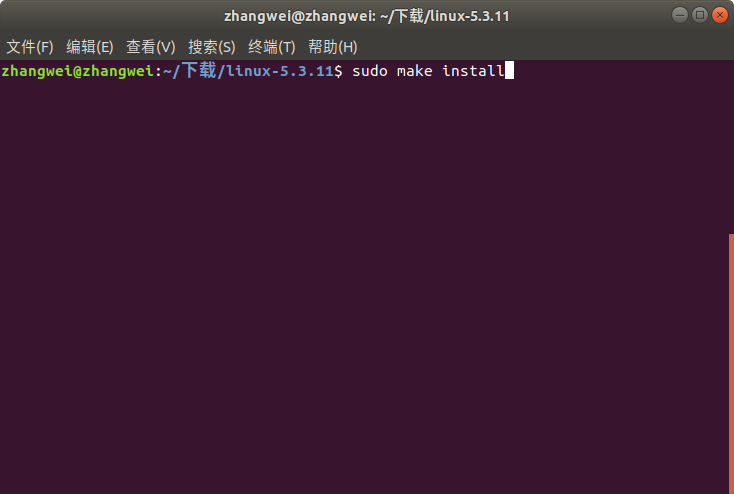 zhangwei@zhangwei: ~/下载/linux-5.3.11
文件(F) 编辑(E) 查看(V) 搜索(S) 终端(T) 帮助(H)
zhangwei@zhangwei:~/下载/linux-5.3.11$ sudo make install